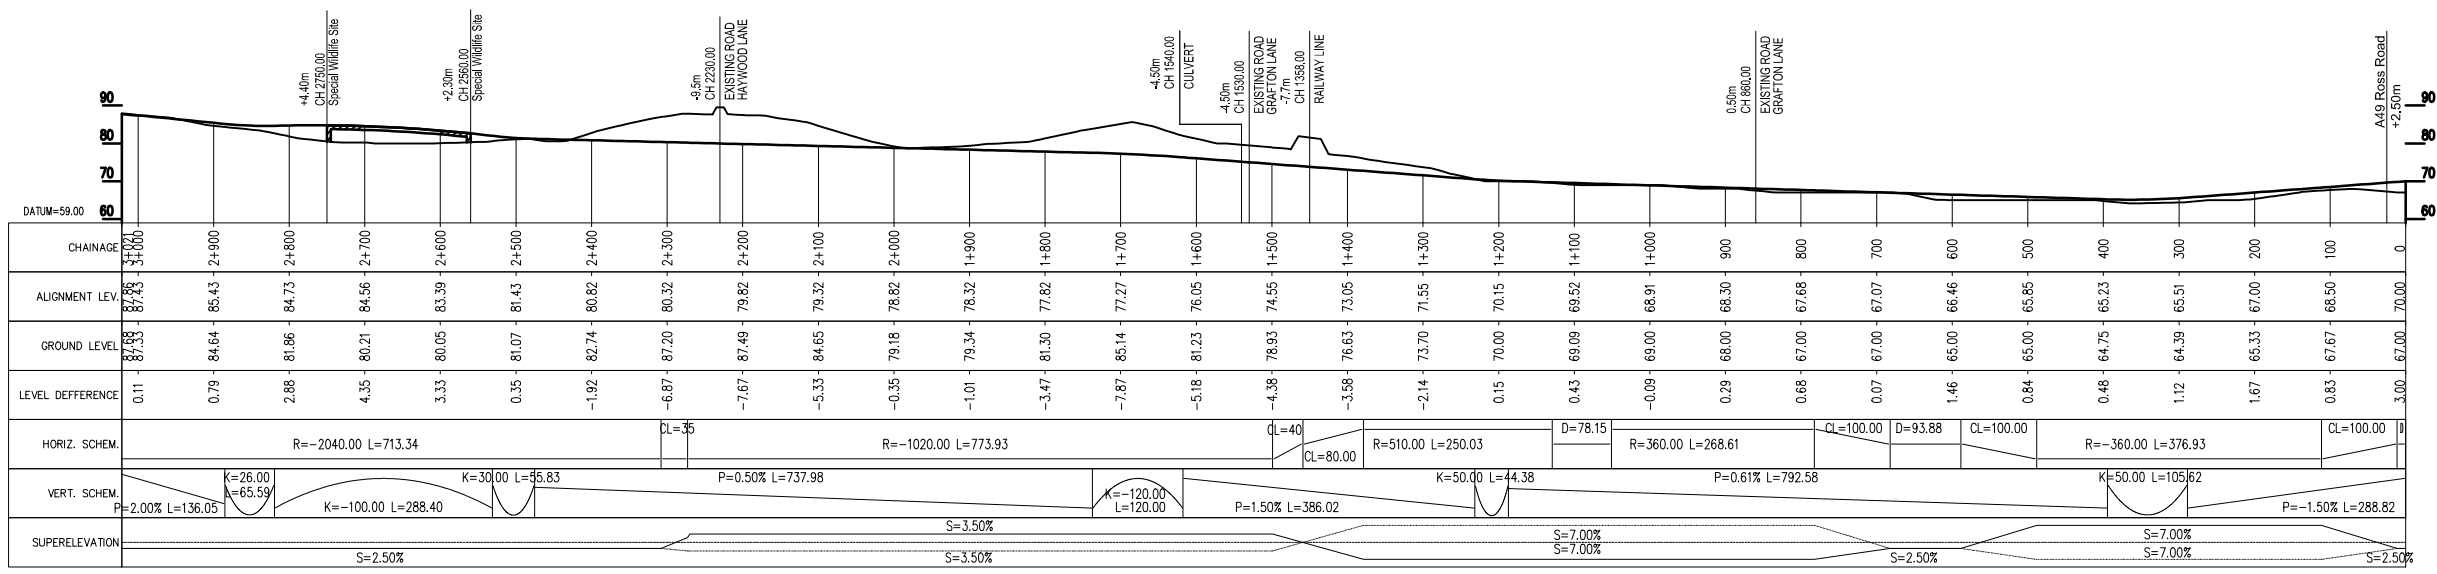 +4.40m
CH 2750.00
Special Wildlife Site
+2.30m
CH 2560.00
Special Wildlife Site
-9.5m
CH 2230.00
EXISTING ROAD
HAYWOOD LANE
-4.50m
CH 1540.00
CULVERT
-4.50m
CH 1530.00
EXISTING ROAD
GRAFTON LANE
-7.7m
CH 1358.00
RAILWAY LINE
0.50m
CH 860.00
EXISTING ROAD
GRAFTON LANE
A49 Ross Road
+2.50m
90
80
70
60
90
80
70
60
DATUM=59.00
CHAINAGE 3+021 3+000 2+900 2+800 2+700 2+600 2+500 2+400 2+300 2+200 2+100 2+000 1+900 1+800 1+700 1+600 1+500 1+400 1+300 1+200 1+100 1+000 900 800 700 600 500 400 300 200 100 0
ALIGNMENT LEV. 87.86 87.43 85.43 84.73 84.56 83.39 81.43 80.82 80.32 79.82 79.32 78.82 78.32 77.82 77.27 76.05 74.55 73.05 71.55 70.15 69.52 68.91 68.30 67.68 67.07 66.46 65.85 65.23 65.51 67.00 68.50 70.00
GROUND LEVEL 87.68 87.33 84.64 81.86 80.21 80.05 81.07 82.74 87.20 87.49 84.65 79.18 79.34 81.30 85.14 81.23 78.93 76.63 73.70 70.00 69.09 69.00 68.00 67.00 67.00 65.00 65.00 64.75 64.39 65.33 67.67 67.00
LEVEL DEFFERENCE 0.11 0.79 2.88 4.35 3.33 0.35 -1.92 -6.87 -7.67 -5.33 -0.35 -1.01 -3.47 -7.87 -5.18 -4.38 -3.58 -2.14 0.15 0.43 -0.09 0.29 0.68 0.07 1.46 0.84 0.48 1.12 1.67 0.83 3.00
HORIZ. SCHEM. R=-2040.00 L=713.34 CL=35 R=-1020.00 L=773.93 CL=40 CL=80.00 R=510.00 L=250.03 D=78.15 R=360.00 L=268.61 CL=100.00 D=93.88 CL=100.00 R=-360.00 L=376.93 CL=100.00 D
VERT. SCHEM. P=2.00% L=136.05 K=26.00 L=65.59 K=-100.00 L=288.40 K=30.00 L=55.83 P=0.50% L=737.98 K=-120.00 L=120.00 P=1.50% L=386.02 K=50.00 L=44.38 P=0.61% L=792.58 K=50.00 L=105.62 P=-1.50% L=288.82
SUPERELEVATION S=2.50% S=3.50% S=3.50% S=7.00% S=7.00% S=2.50% S=7.00% S=7.00% S=2.50%